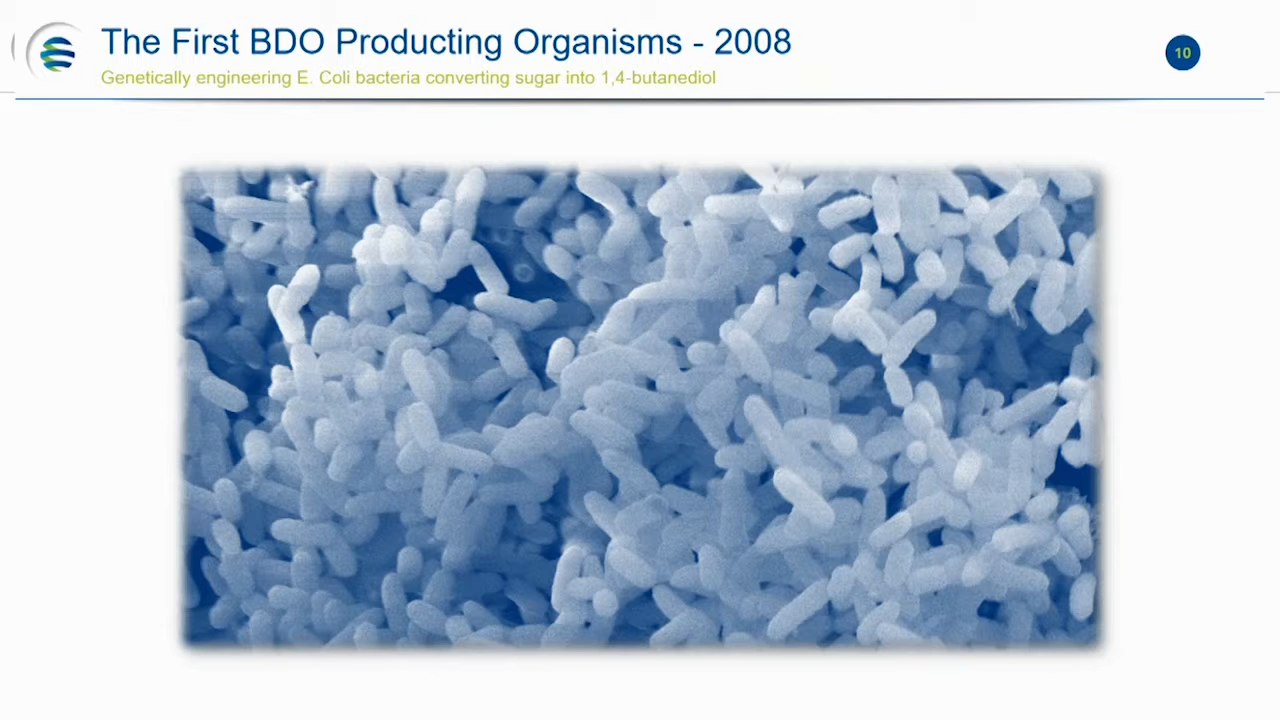 The First BDO Producting Organisms - 2008
10
Genetically engineering E. Coli bacteria converting sugar into 1,4-butanediol